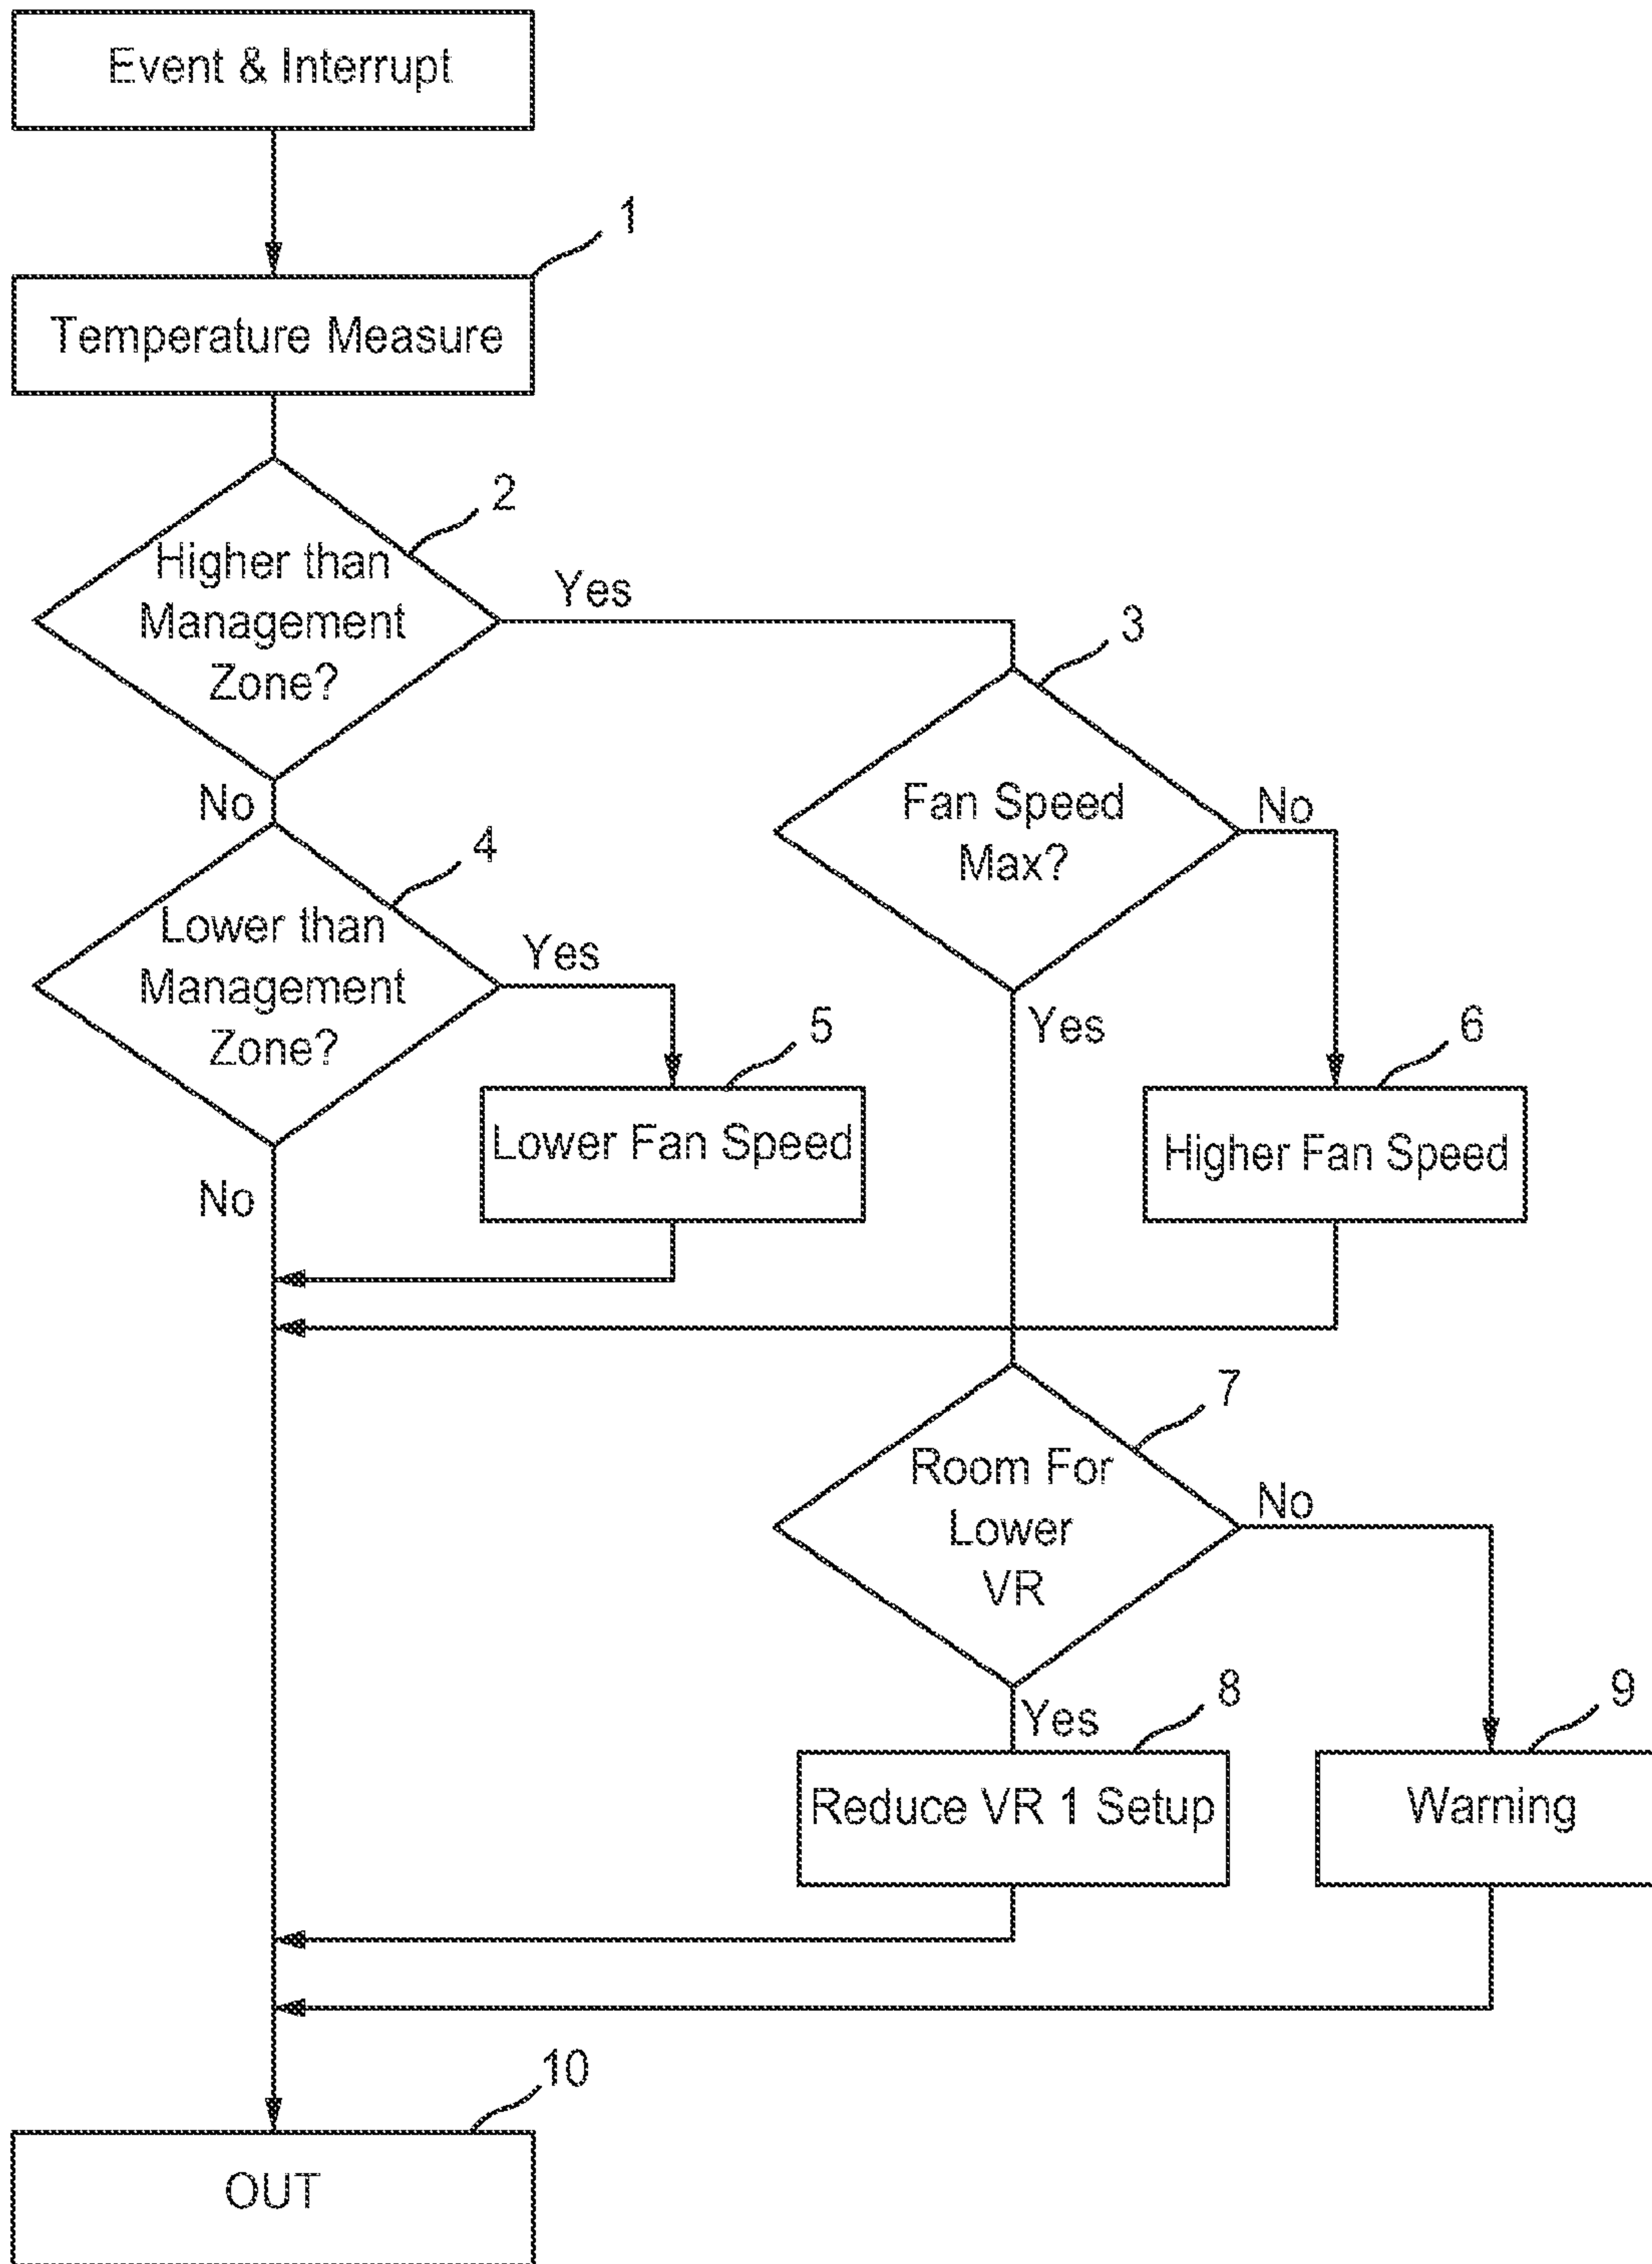 Event & Interrupt
1
Temperature Measure
2
Higher than
Management
Zone?
Yes
3
No
Fan Speed
Max?
No
4
Lower than
Management
Zone?
Yes
Yes
5
6
Lower Fan Speed
Higher Fan Speed
No
7
Room For
Lower
VR
No
8
9
Yes
Reduce VR 1 Setup
Warning
10
OUT